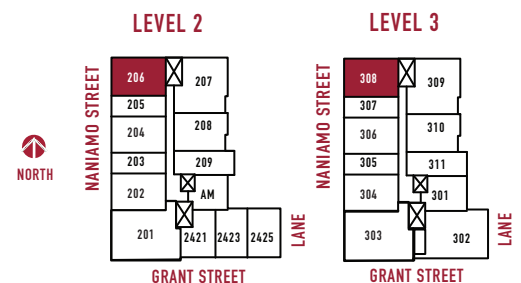 LEVEL 2
LEVEL 3
NANIAMO STREET
206
207
205
204
208
203
209
202
AM
201
2421
2423
2425
LANE
GRANT STREET
NORTH
NANIAMO STREET
308
309
307
306
310
305
311
304
301
303
302
LANE
GRANT STREET